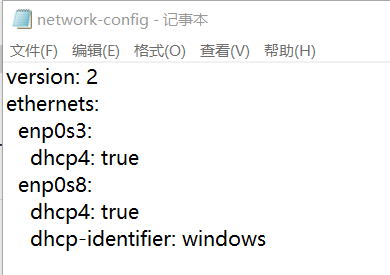 network-config - 记事本
文件(F) 编辑(E) 格式(O) 查看(V) 帮助(H)
version: 2
ethernets:
  enp0s3:
    dhcp4: true
  enp0s8:
    dhcp4: true
    dhcp-identifier: windows